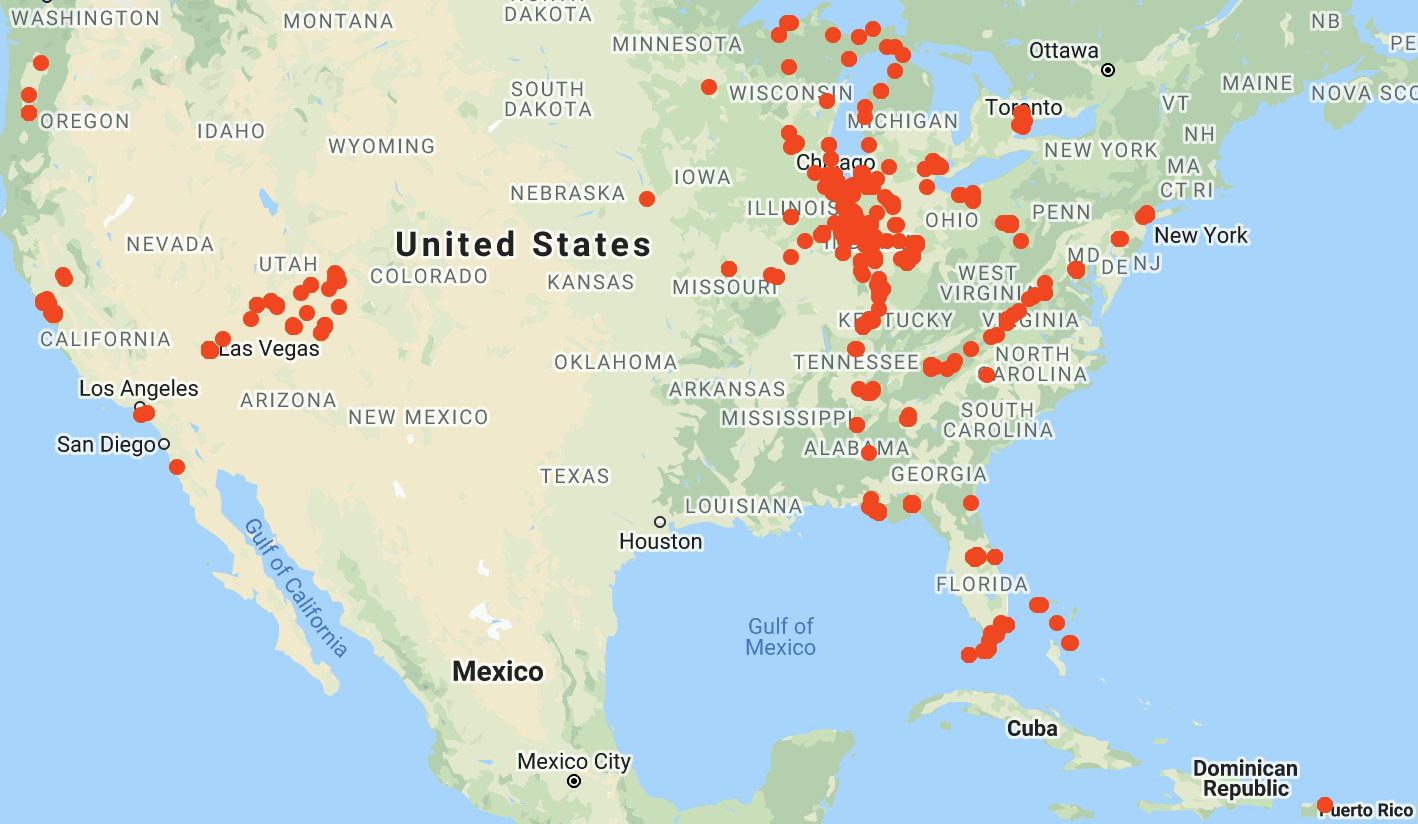 WASHINGTON
MONTANA
DAKOTA
MINNESOTA
NB
PE
Ottawa
SOUTH
DAKOTA
WISCONSIN
MAINE
NOVA SCO
OREGON
IDAHO
WYOMING
MICHIGAN
Toronto
VT
NH
NEW YORK
Chicago
MA
CT RI
IOWA
NEBRASKA
ILLINOIS
OHIO
PENN
NEVADA
United States
New York
UTAH
COLORADO
KANSAS
MISSOURI
WEST
VIRGINIA
MD
DE
NJ
CALIFORNIA
Las Vegas
KENTUCKY
VIRGINIA
OKLAHOMA
TENNESSEE
NORTH
CAROLINA
Los Angeles
ARIZONA
NEW MEXICO
ARKANSAS
MISSISSIPPI
SOUTH
CAROLINA
San Diego
ALABAMA
TEXAS
GEORGIA
LOUISIANA
Houston
Gulf of California
FLORIDA
Gulf of
Mexico
Mexico
Cuba
Mexico City
Dominican
Republic
Puerto Rico